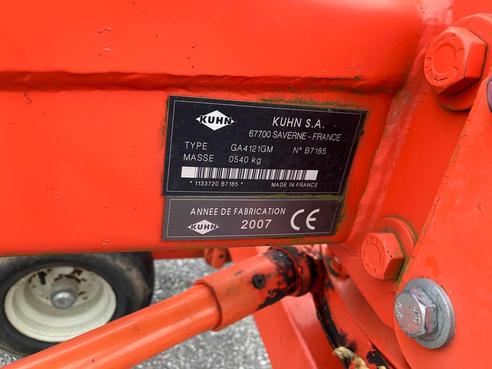 KUHN
KUHN S.A.
67700 SAVERNE - FRANCE
TYPE GA4121GM N° B7185
MASSE 0540 kg
* 1133720 B7185 * MADE IN FRANCE
ANNEE DE FABRICATION CE
KUHN 2007